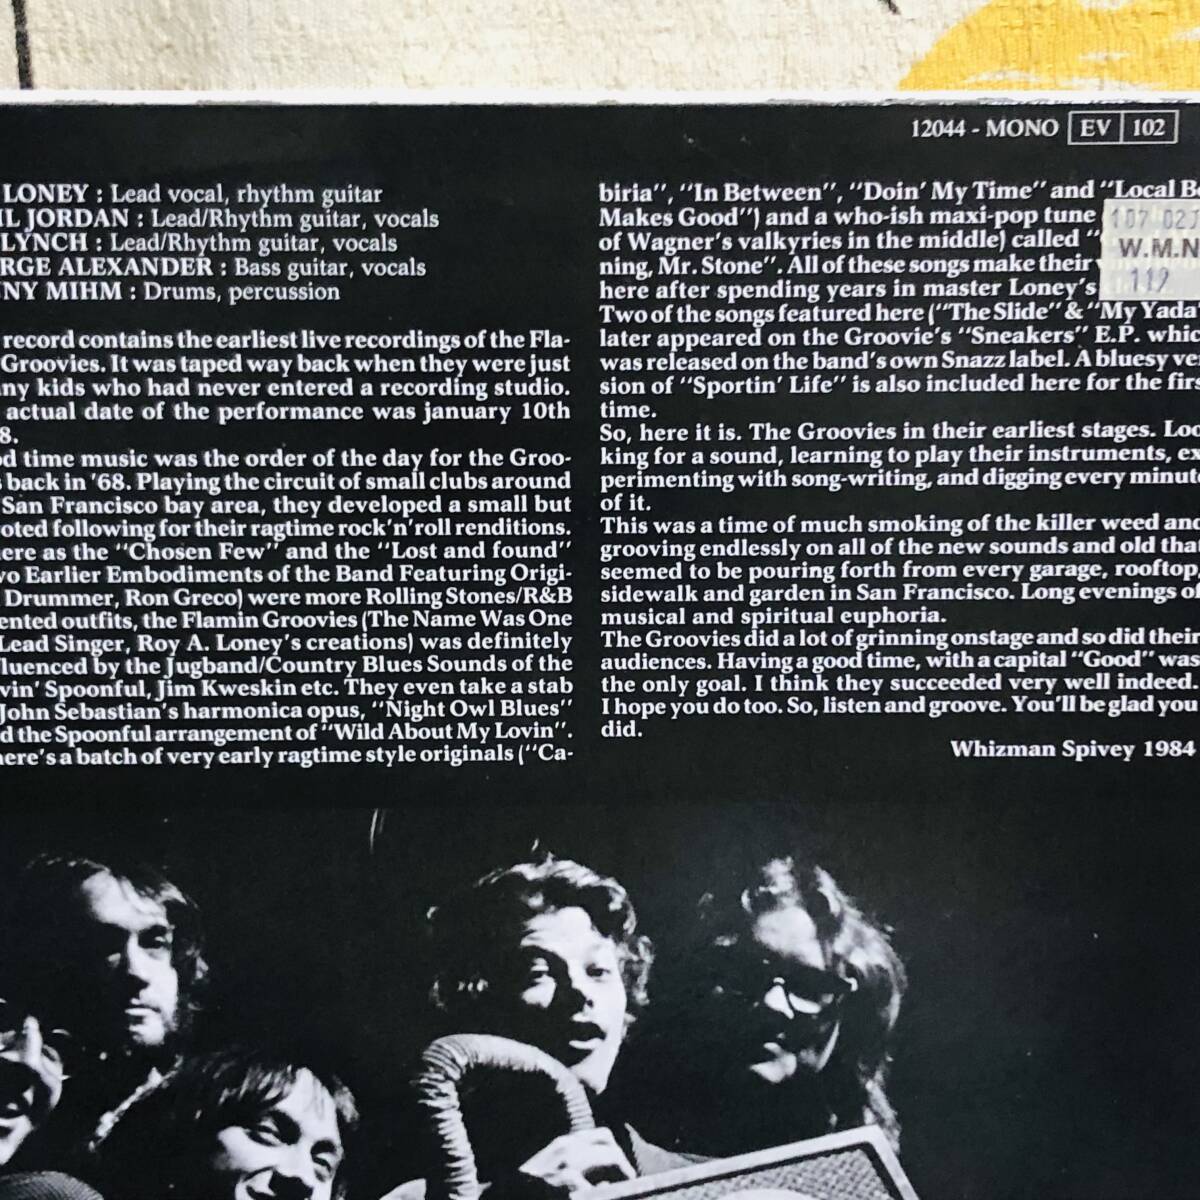 12044 - MONO EV 102
LONEY : Lead vocal, rhythm guitar
IL JORDAN : Lead/Rhythm guitar, vocals
LYNCH : Lead/Rhythm guitar, vocals
RGE ALEXANDER : Bass guitar, vocals
NY MIHM : Drums, percussion
record contains the earliest live recordings of the Fla-
Groovies. It was taped way back when they were just
ny kids who had never entered a recording studio.
actual date of the performance was january 10th
8.
d time music was the order of the day for the Groo-
back in '68. Playing the circuit of small clubs around
San Francisco bay area, they developed a small but
oted following for their ragtime rock'n'roll renditions.
ere as the "Chosen Few" and the "Lost and found"
vo Earlier Embodiments of the Band Featuring Origi-
Drummer, Ron Greco) were more Rolling Stones/R&B
ented outfits, the Flamin Groovies (The Name Was One
Lead Singer, Roy A. Loney's creations) was definitely
luenced by the Jugband/Country Blues Sounds of the
vin' Spoonful, Jim Kweskin etc. They even take a stab
John Sebastian's harmonica opus, "Night Owl Blues"
d the Spoonful arrangement of "Wild About My Lovin".
ere's a batch of very early ragtime style originals ("Ca-
biria", "In Between", "Doin' My Time" and "Local B
Makes Good") and a who-ish maxi-pop tune
of Wagner's valkyries in the middle) called "
ning, Mr. Stone". All of these songs make their
here after spending years in master Loney's
Two of the songs featured here ("The Slide" & "My Yada
later appeared on the Groovie's "Sneakers" E.P. whic
was released on the band's own Snazz label. A bluesy ve
sion of "Sportin' Life" is also included here for the firs
time.
So, here it is. The Groovies in their earliest stages. Loo
king for a sound, learning to play their instruments, ex
perimenting with song-writing, and digging every minut
of it.
This was a time of much smoking of the killer weed and
grooving endlessly on all of the new sounds and old that
seemed to be pouring forth from every garage, rooftop,
sidewalk and garden in San Francisco. Long evenings of
musical and spiritual euphoria.
The Groovies did a lot of grinning onstage and so did their
audiences. Having a good time, with a capital "Good" was
the only goal. I think they succeeded very well indeed.
I hope you do too. So, listen and groove. You'll be glad you
did.
Whizman Spivey 1984
107 027
W.M.N
119